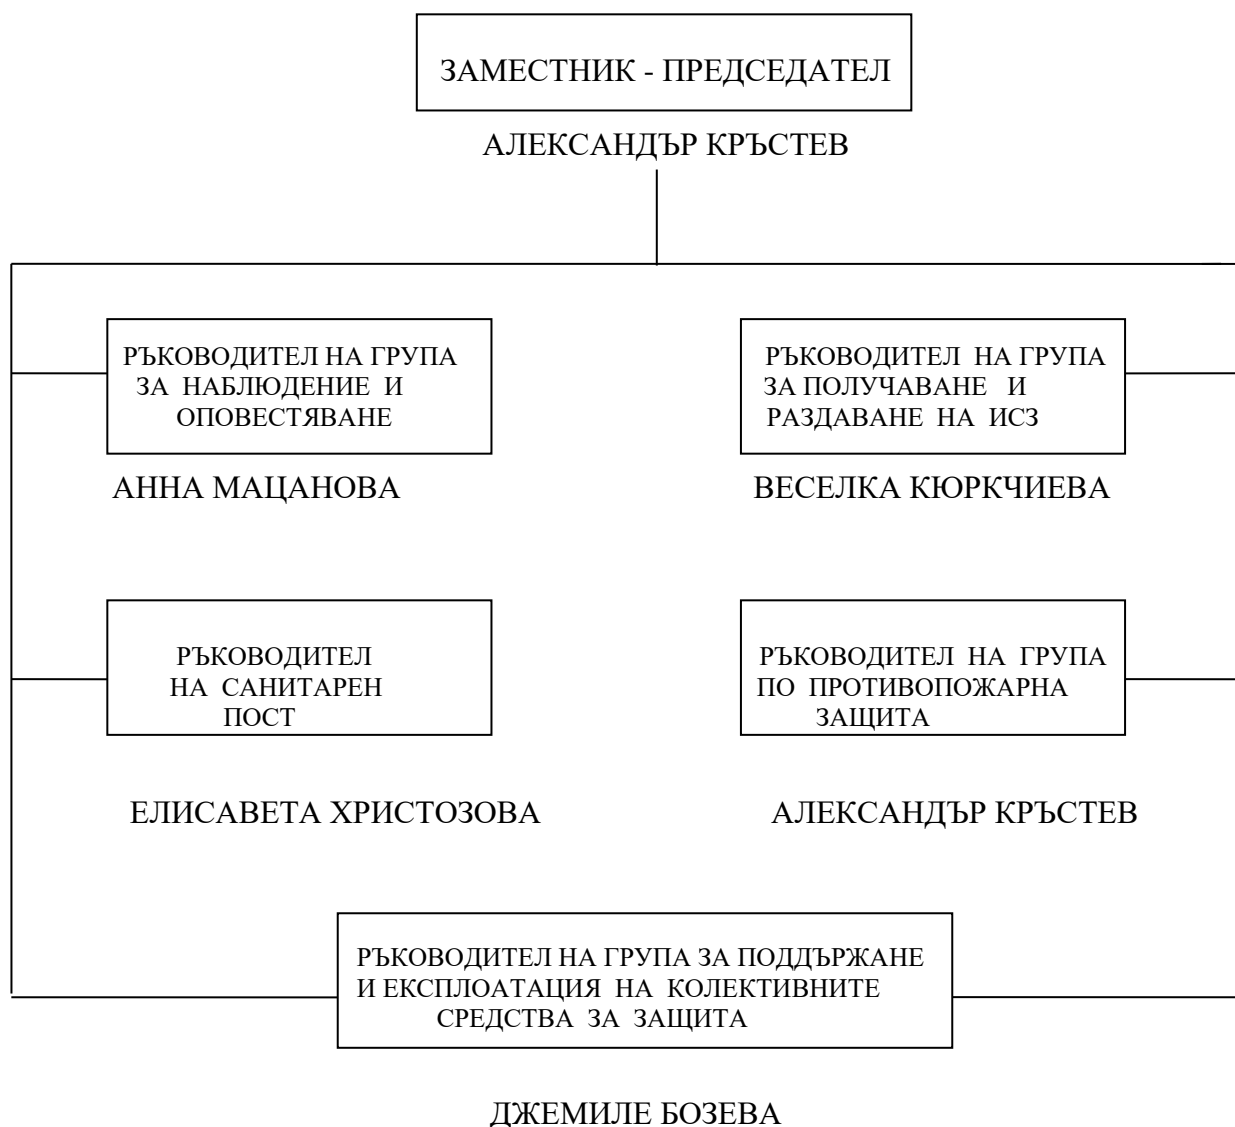 ЗАМЕСТНИК - ПРЕДСЕДАТЕЛ
АЛЕКСАНДЪР КРЪСТЕВ
РЪКОВОДИТЕЛ НА ГРУПА
ЗА НАБЛЮДЕНИЕ И
ОПОВЕСТЯВАНЕ
АННА МАЦАНОВА
РЪКОВОДИТЕЛ НА ГРУПА
ЗА ПОЛУЧАВАНЕ И
РАЗДАВАНЕ НА ИСЗ
ВЕСЕЛКА КЮРКЧИЕВА
РЪКОВОДИТЕЛ
НА САНИТАРЕН
ПОСТ
ЕЛИСАВЕТА ХРИСТОЗОВА
РЪКОВОДИТЕЛ НА ГРУПА
ПО ПРОТИВОПОЖАРНА
ЗАЩИТА
АЛЕКСАНДЪР КРЪСТЕВ
РЪКОВОДИТЕЛ НА ГРУПА ЗА ПОДДЪРЖАНЕ
И ЕКСПЛОАТАЦИЯ НА КОЛЕКТИВНИТЕ
СРЕДСТВА ЗА ЗАЩИТА
ДЖЕМИЛЕ БОЗЕВА